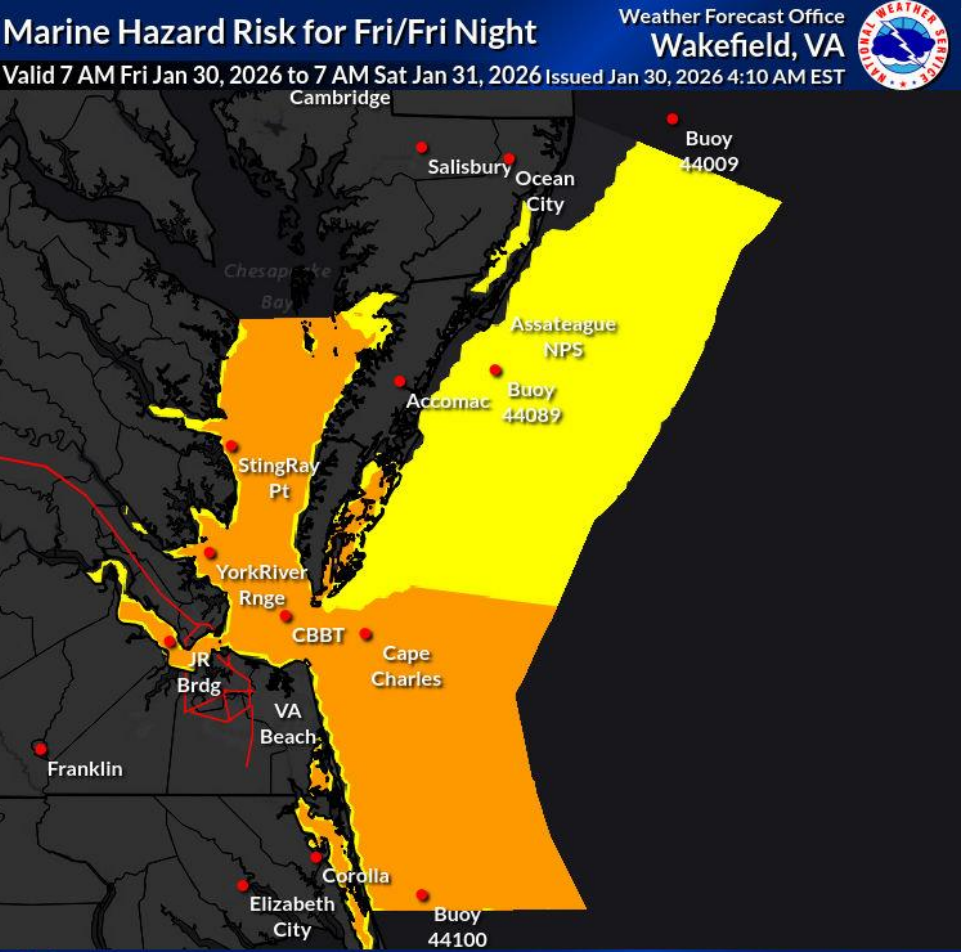 Marine Hazard Risk for Fri/Fri Night
Valid 7 AM Fri Jan 30, 2026 to 7 AM Sat Jan 31, 2026
Weather Forecast Office
Wakefield, VA
Issued Jan 30, 2026 4:10 AM EST
NATIONAL WEATHER SERVICE
Cambridge
Salisbury
Ocean
City
Buoy
44009
Chesapeake
Bay
Assateague
NPS
Accomac
Buoy
44089
StingRay
Pt
YorkRiver
Rnge
CBBT
Cape
Charles
JR
Brdg
VA
Beach
Franklin
Corolla
Elizabeth
City
Buoy
44100